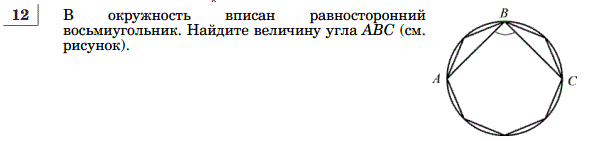 12
В окружность вписан равносторонний
восьмиугольник. Найдите величину угла ABC (см.
рисунок).
B
A
C